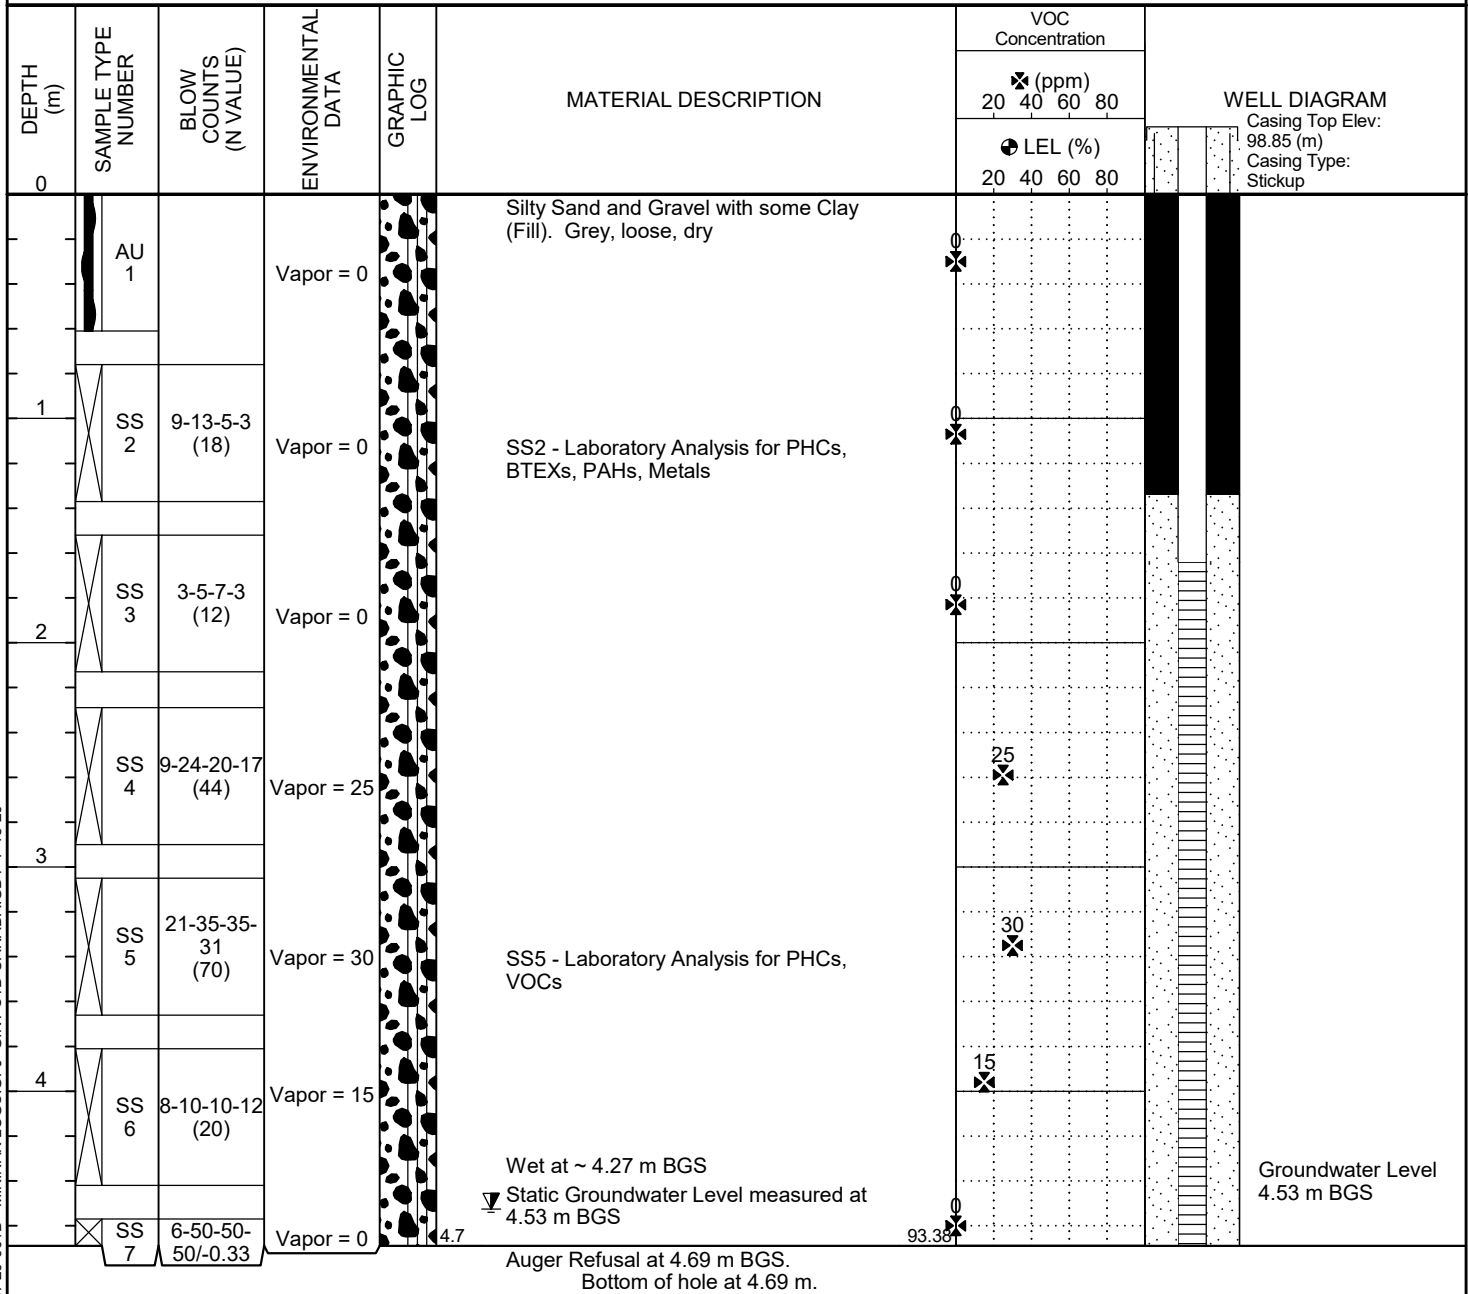 DEPTH
(m)
SAMPLE TYPE
NUMBER
BLOW
COUNTS
(N VALUE)
ENVIRONMENTAL
DATA
GRAPHIC
LOG
MATERIAL DESCRIPTION
VOC
Concentration
(ppm)
20 40 60 80
LEL (%)
20 40 60 80
WELL DIAGRAM
Casing Top Elev:
98.85 (m)
Casing Type:
Stickup
0
Silty Sand and Gravel with some Clay
(Fill). Grey, loose, dry
AU
1
Vapor = 0
0
1
SS
2
9-13-5-3
(18)
Vapor = 0
SS2 - Laboratory Analysis for PHCs,
BTEXs, PAHs, Metals
0
SS
3
3-5-7-3
(12)
Vapor = 0
0
2
SS
4
9-24-20-17
(44)
Vapor = 25
25
3
SS
5
21-35-35-
31
(70)
Vapor = 30
SS5 - Laboratory Analysis for PHCs,
VOCs
30
4
SS
6
8-10-10-12
(20)
Vapor = 15
15
Wet at ~ 4.27 m BGS
Static Groundwater Level measured at
4.53 m BGS
Groundwater Level
4.53 m BGS
SS
7
6-50-50-
50/-0.33
Vapor = 0
4.7
93.38
0
Auger Refusal at 4.69 m BGS.
Bottom of hole at 4.69 m.